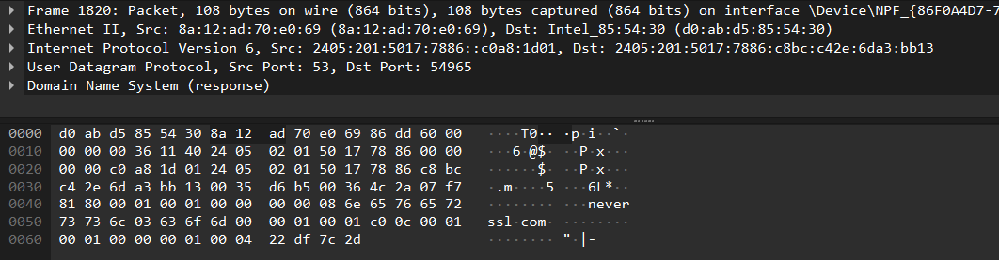 Frame 1820: Packet, 108 bytes on wire (864 bits), 108 bytes captured (864 bits) on interface \Device\NPF_{86F0A4D7-7
Ethernet II, Src: 8a:12:ad:70:e0:69 (8a:12:ad:70:e0:69), Dst: Intel_85:54:30 (d0:ab:d5:85:54:30)
Internet Protocol Version 6, Src: 2405:201:5017:7886::c0a8:1d01, Dst: 2405:201:5017:7886:c8bc:c42e:6da3:bb13
User Datagram Protocol, Src Port: 53, Dst Port: 54965
Domain Name System (response)
0000 d0 ab d5 85 54 30 8a 12 ad 70 e0 69 86 dd 60 00 ····T0·· ·p·i··`·
0010 00 00 00 36 11 40 24 05 02 01 50 17 78 86 00 00 ···6·@$· ··P·x···
0020 00 00 c0 a8 1d 01 24 05 02 01 50 17 78 86 c8 bc ······$· ··P·x···
0030 c4 2e 6d a3 bb 13 00 35 d6 b5 00 36 4c 2a 07 f7 ·.m····5 ···6L*··
0040 81 80 00 01 00 01 00 00 00 00 08 6e 65 76 65 72 ········ ···never
0050 73 73 6c 03 63 6f 6d 00 00 01 00 01 c0 0c 00 01 ssl·com· ········
0060 00 01 00 00 00 01 00 04 22 df 7c 2d ········ "·|-